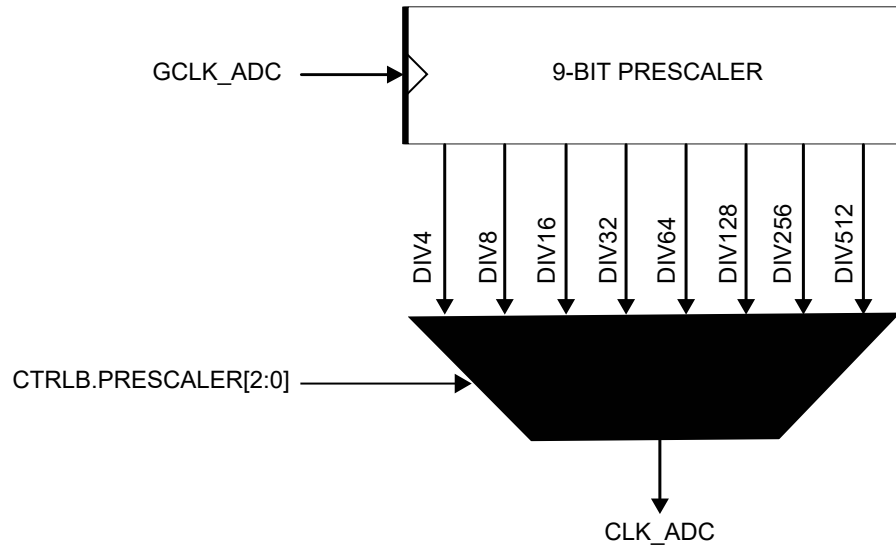 GCLK_ADC
9-BIT PRESCALER
DIV4
DIV8
DIV16
DIV32
DIV64
DIV128
DIV256
DIV512
CTRLB.PRESCALER[2:0]
CLK_ADC